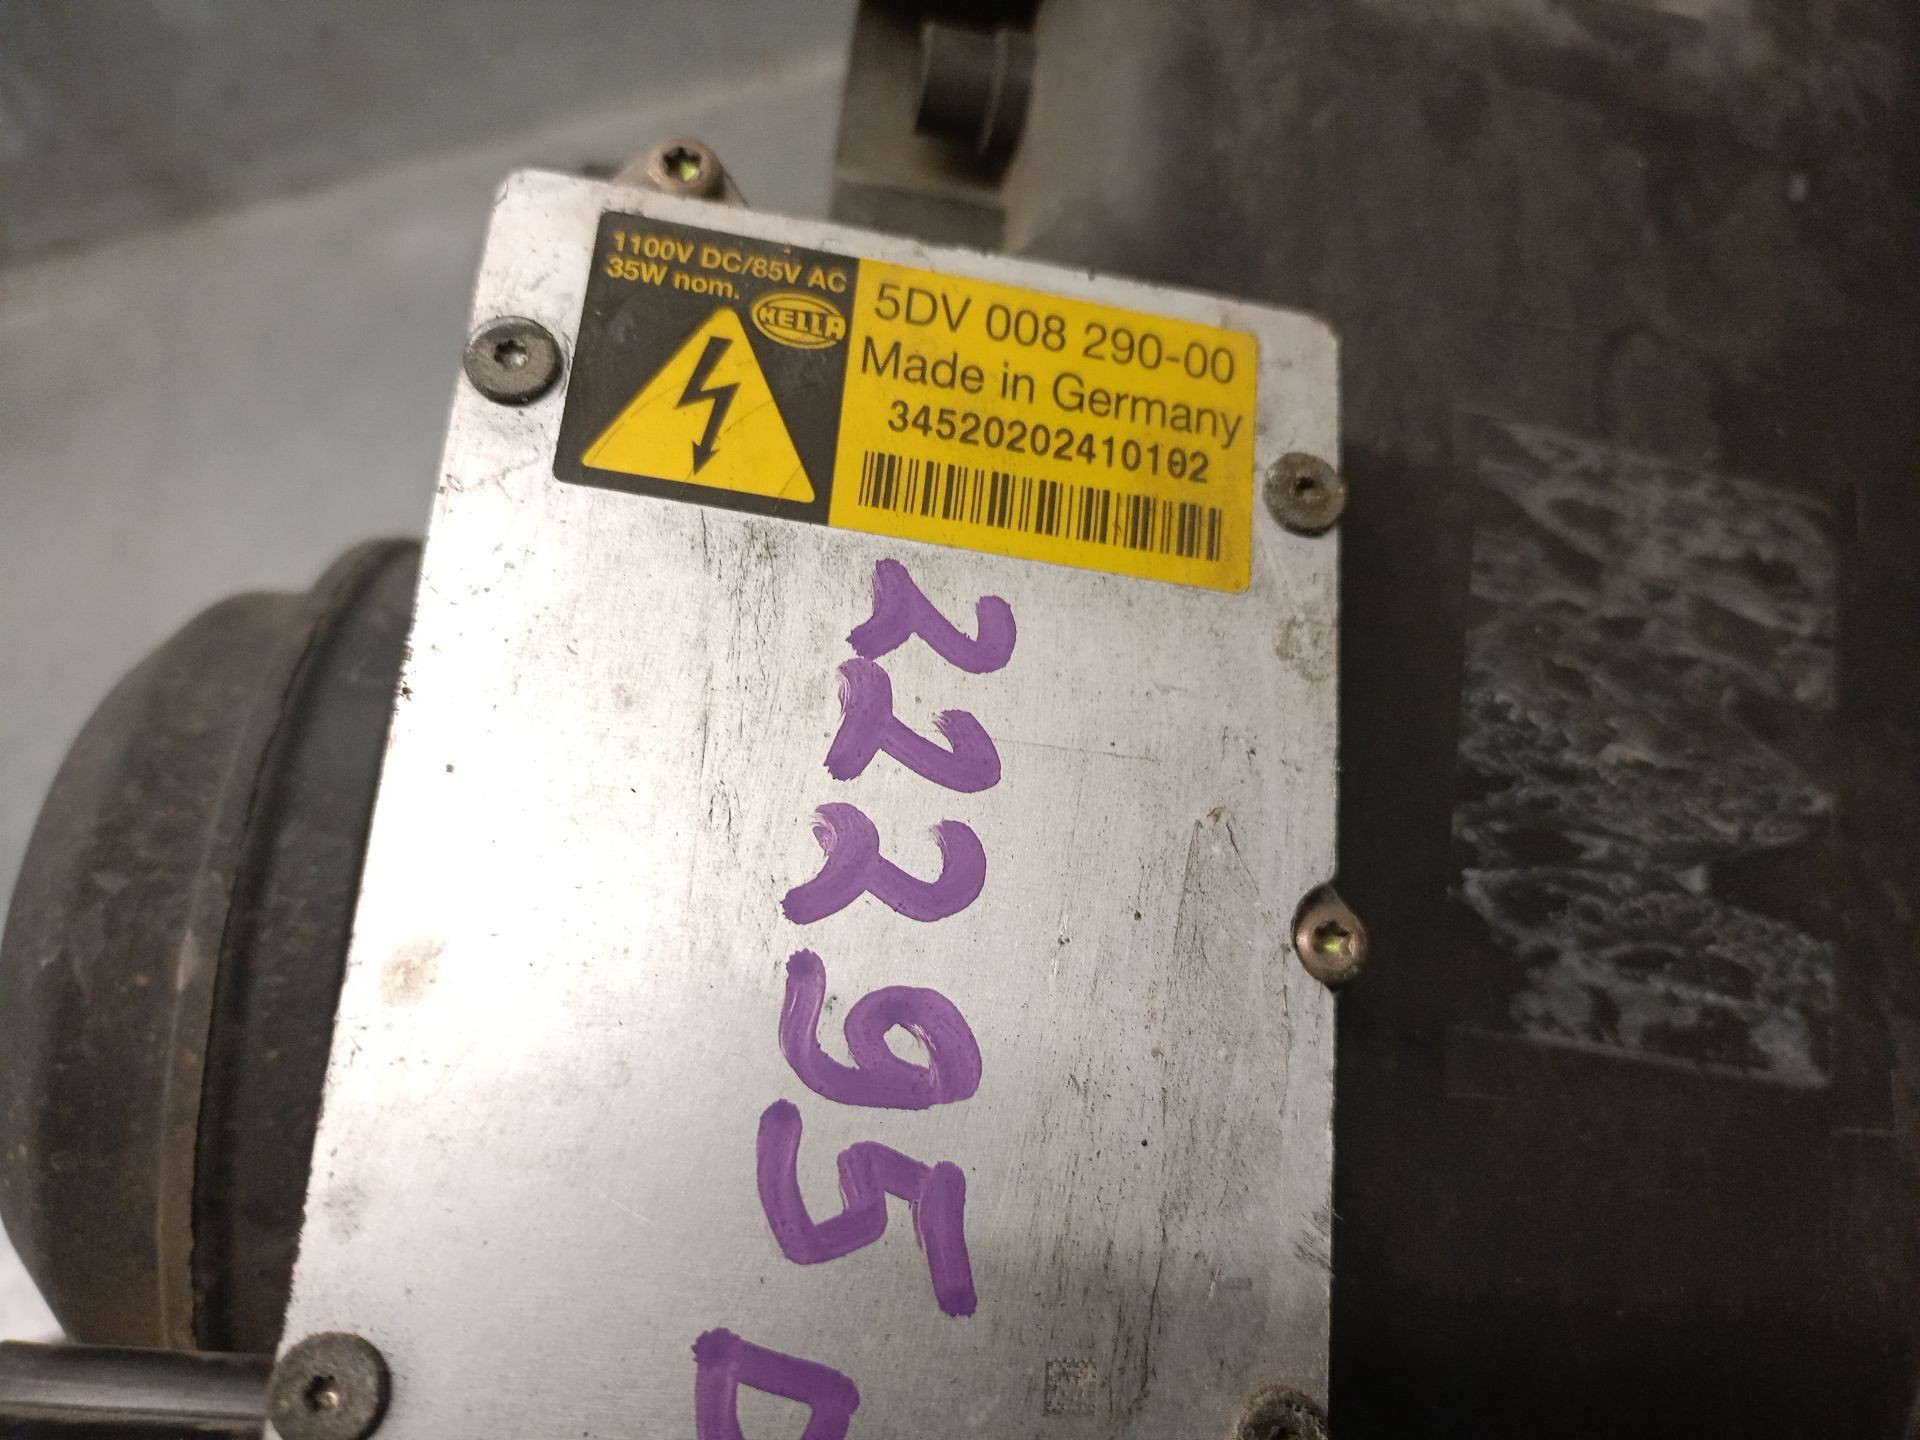 1100V DC/85V AC
35W nom.
HELLA
5DV 008 290-00
Made in Germany
34520202410102
22295